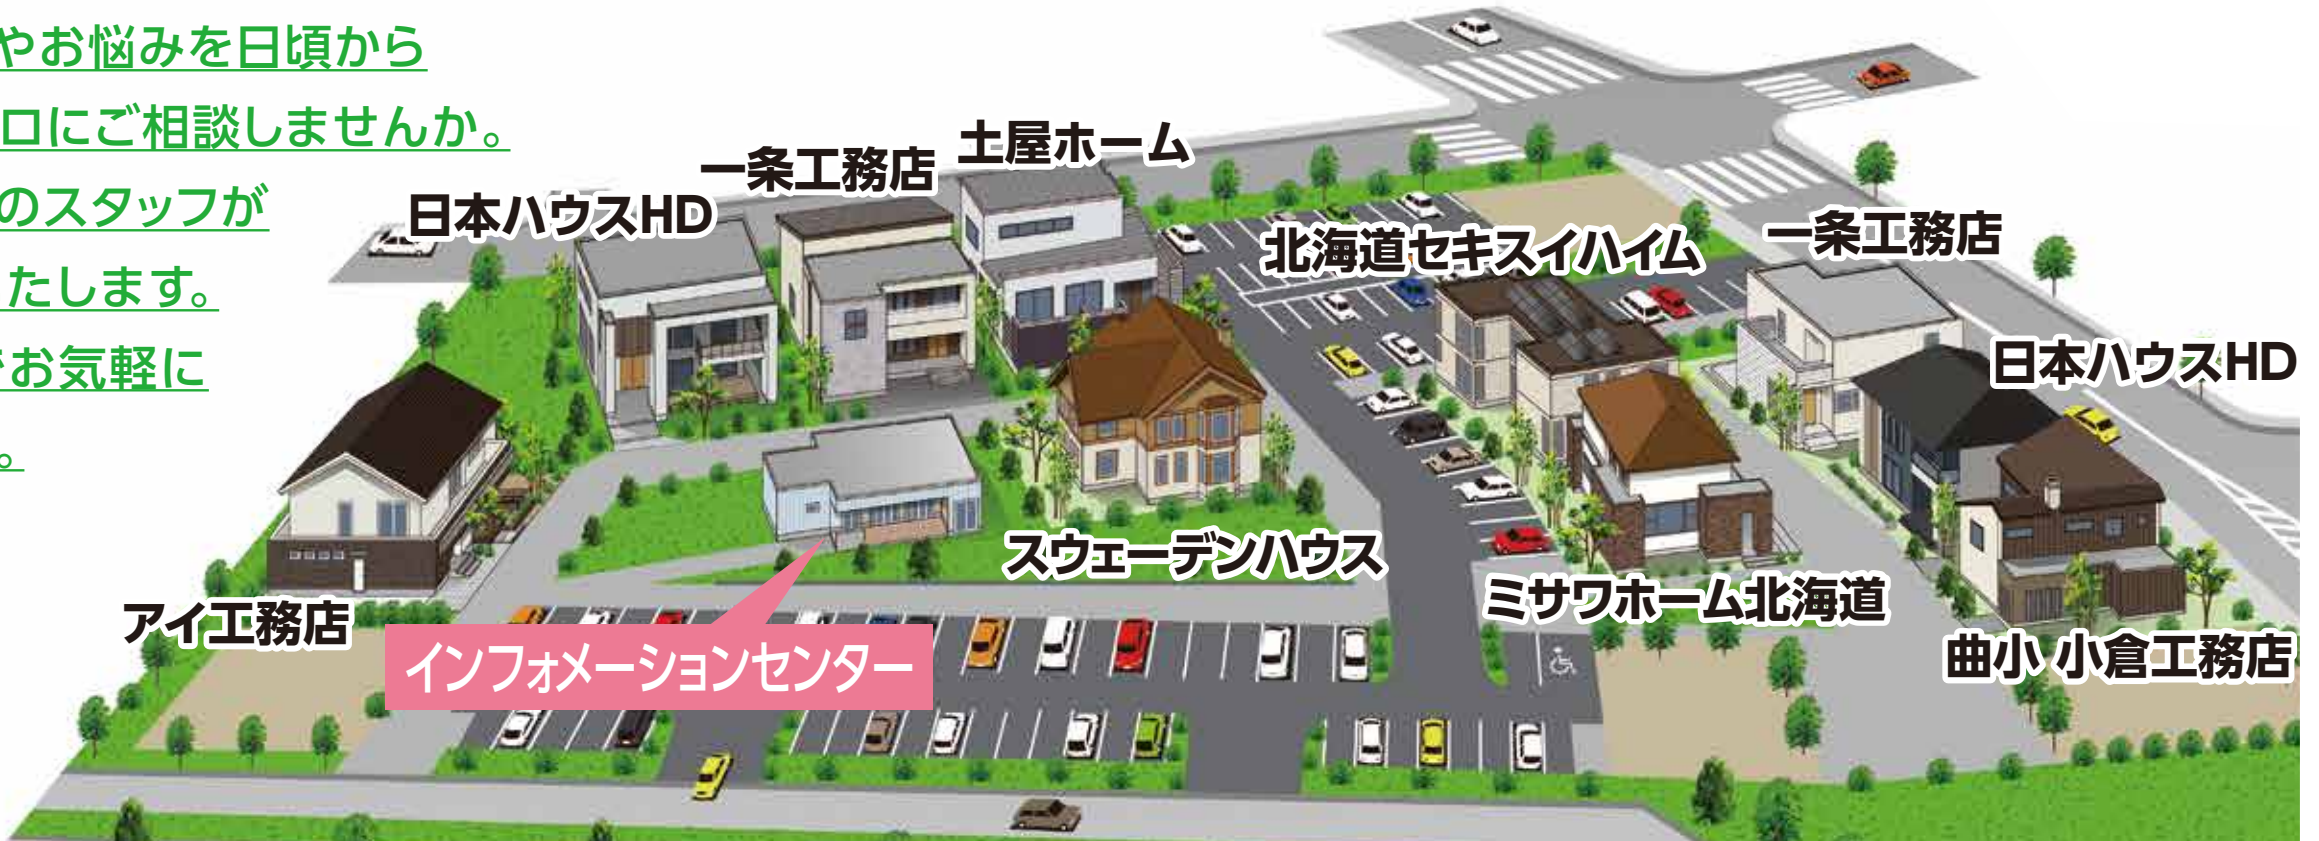 やお悩みを日頃から
ロにご相談しませんか。
のスタッフが
たします。
でお気軽に
。
日本ハウスHD
一条工務店
土屋ホーム
北海道セキスイハイム
一条工務店
日本ハウスHD
スウェーデンハウス
アイ工務店
インフォメーションセンター
ミサワホーム北海道
曲小 小倉工務店